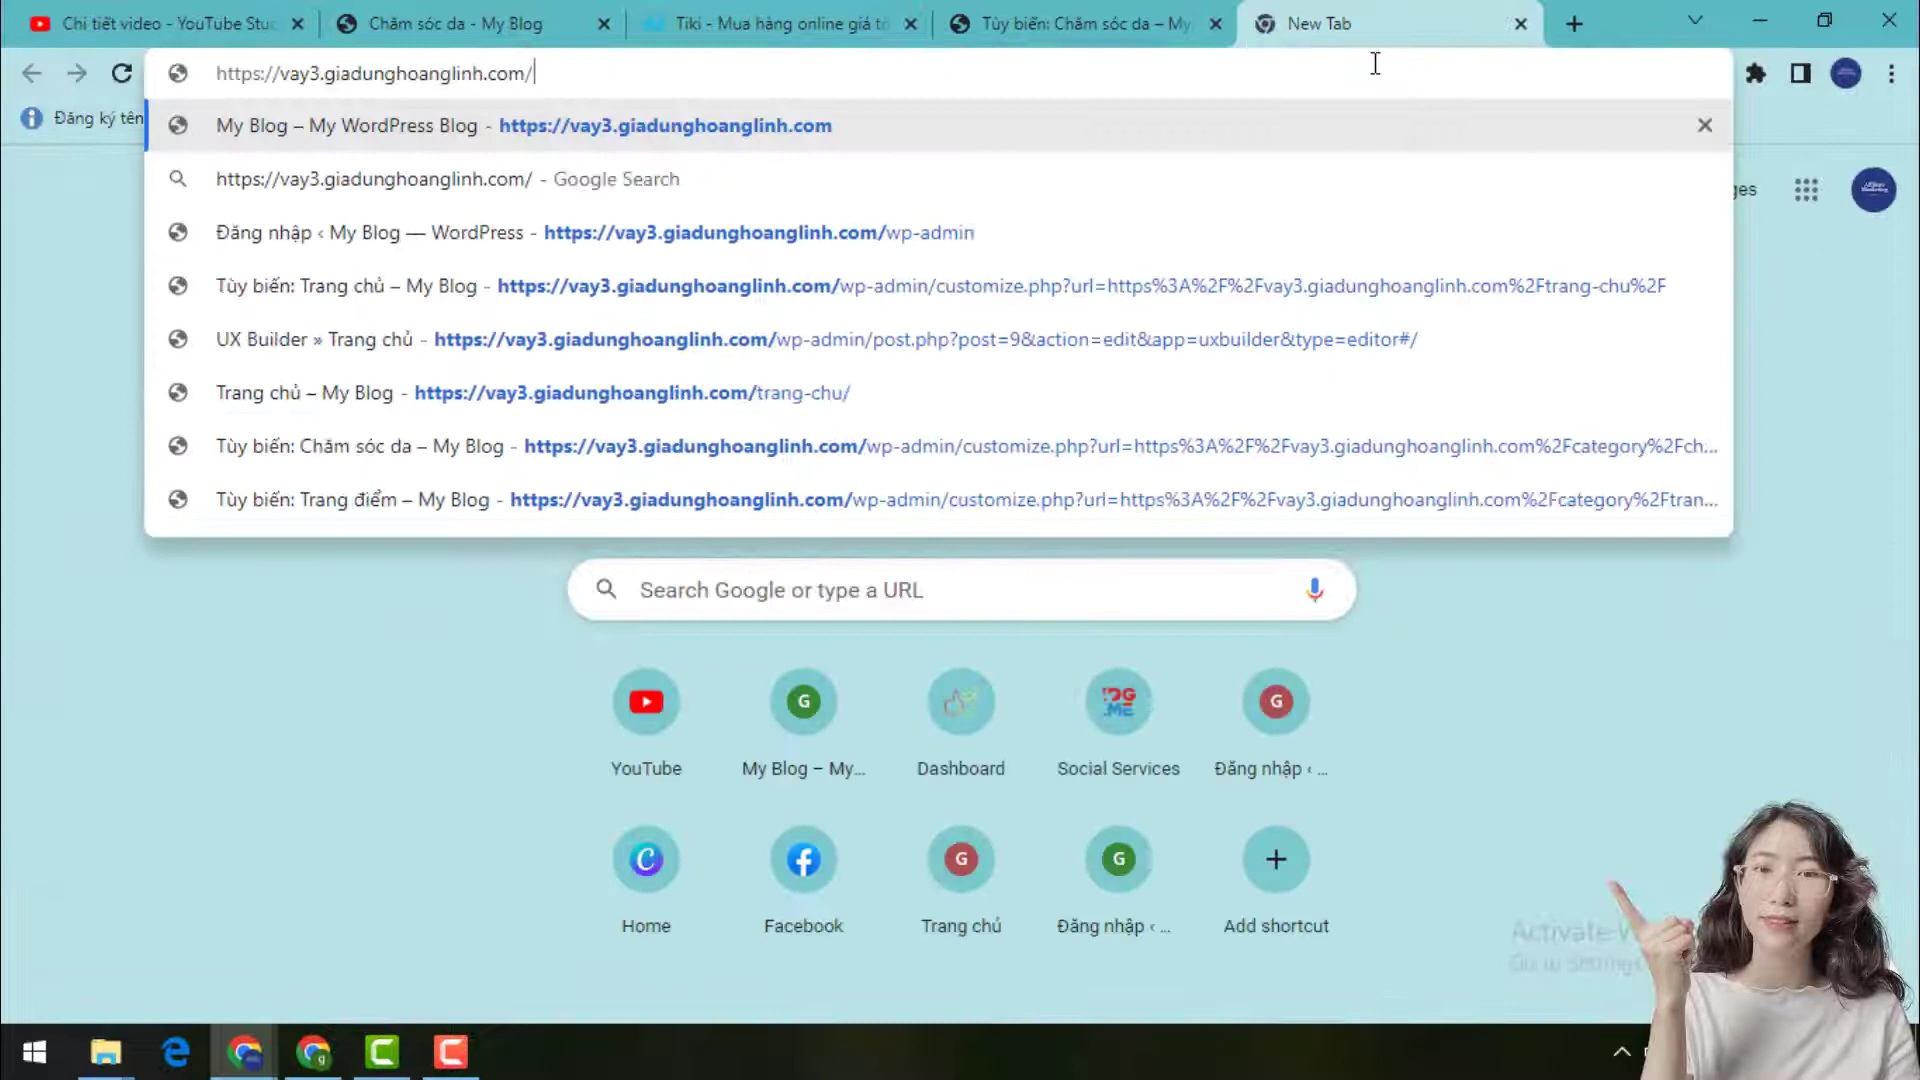 Chi tiết video - YouTube Stu
Chăm sóc da - My Blog
Tiki - Mua hàng online giá tố
Tùy biến: Chăm sóc da – My
New Tab
https://vay3.giadunghoanglinh.com/
Đăng ký tên
My Blog – My WordPress Blog - https://vay3.giadunghoanglinh.com
https://vay3.giadunghoanglinh.com/ - Google Search
Đăng nhập ‹ My Blog — WordPress - https://vay3.giadunghoanglinh.com/wp-admin
Tùy biến: Trang chủ – My Blog - https://vay3.giadunghoanglinh.com/wp-admin/customize.php?url=https%3A%2F%2Fvay3.giadunghoanglinh.com%2Ftrang-chu%2F
UX Builder » Trang chủ - https://vay3.giadunghoanglinh.com/wp-admin/post.php?post=9&action=edit&app=uxbuilder&type=editor#/
Trang chủ – My Blog - https://vay3.giadunghoanglinh.com/trang-chu/
Tùy biến: Chăm sóc da – My Blog - https://vay3.giadunghoanglinh.com/wp-admin/customize.php?url=https%3A%2F%2Fvay3.giadunghoanglinh.com%2Fcategory%2Fch...
Tùy biến: Trang điểm – My Blog - https://vay3.giadunghoanglinh.com/wp-admin/customize.php?url=https%3A%2F%2Fvay3.giadunghoanglinh.com%2Fcategory%2Ftran...
ges
Search Google or type a URL
G
G
YouTube
My Blog – My...
Dashboard
Social Services
Đăng nhập ‹ ...
G
G
Home
Facebook
Trang chủ
Đăng nhập ‹ ...
Add shortcut
Activate W
Go to Settings